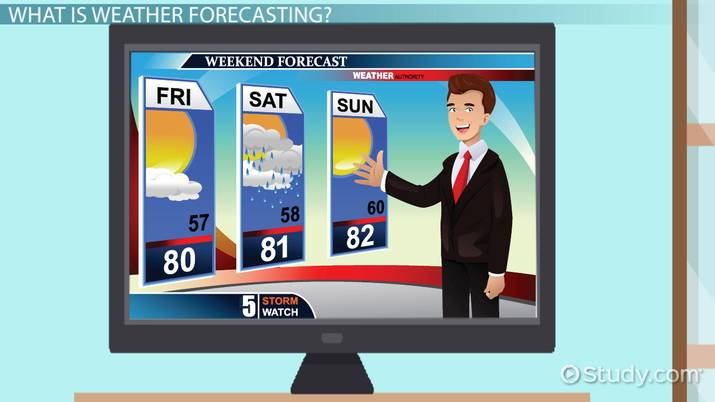 WHAT IS WEATHER FORECASTING?
WEEKEND FORECAST
WEATHER AUTHORITY
FRI
57
80
SAT
58
81
SUN
60
82
5 STORM
WATCH
Study.com